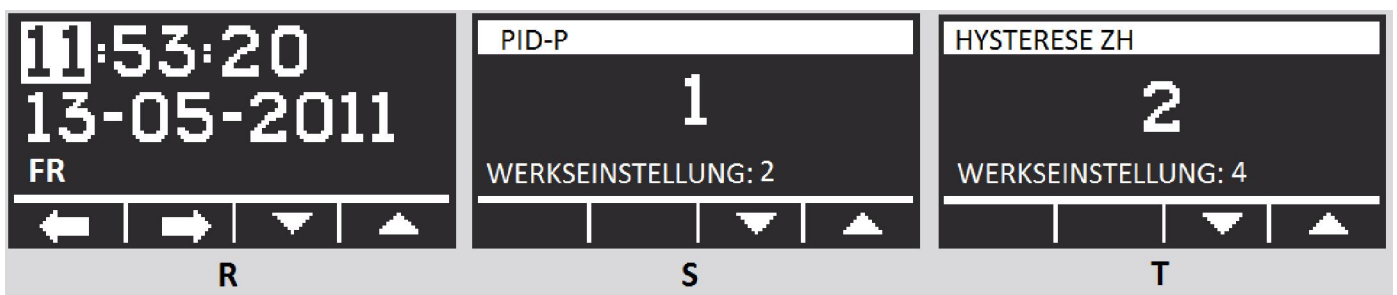 11:53:20
13-05-2011
FR
R
PID-P
1
WERKSEINSTELLUNG: 2
S
HYSTERESE ZH
2
WERKSEINSTELLUNG: 4
T